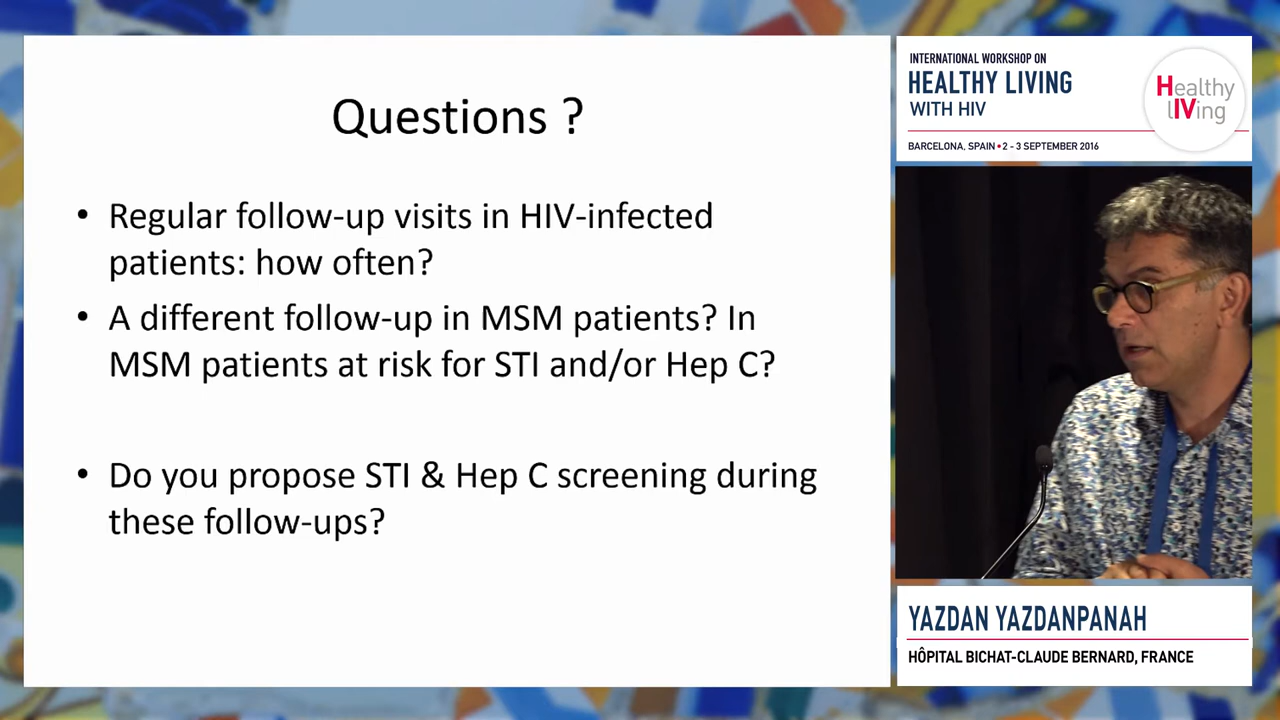 Questions ?
• Regular follow-up visits in HIV-infected
patients: how often?
• A different follow-up in MSM patients? In
MSM patients at risk for STI and/or Hep C?
• Do you propose STI & Hep C screening during
these follow-ups?
INTERNATIONAL WORKSHOP ON
HEALTHY LIVING
WITH HIV
Healthy
lIVing
BARCELONA, SPAIN • 2 - 3 SEPTEMBER 2016
YAZDAN YAZDANPANAH
HÔPITAL BICHAT-CLAUDE BERNARD, FRANCE